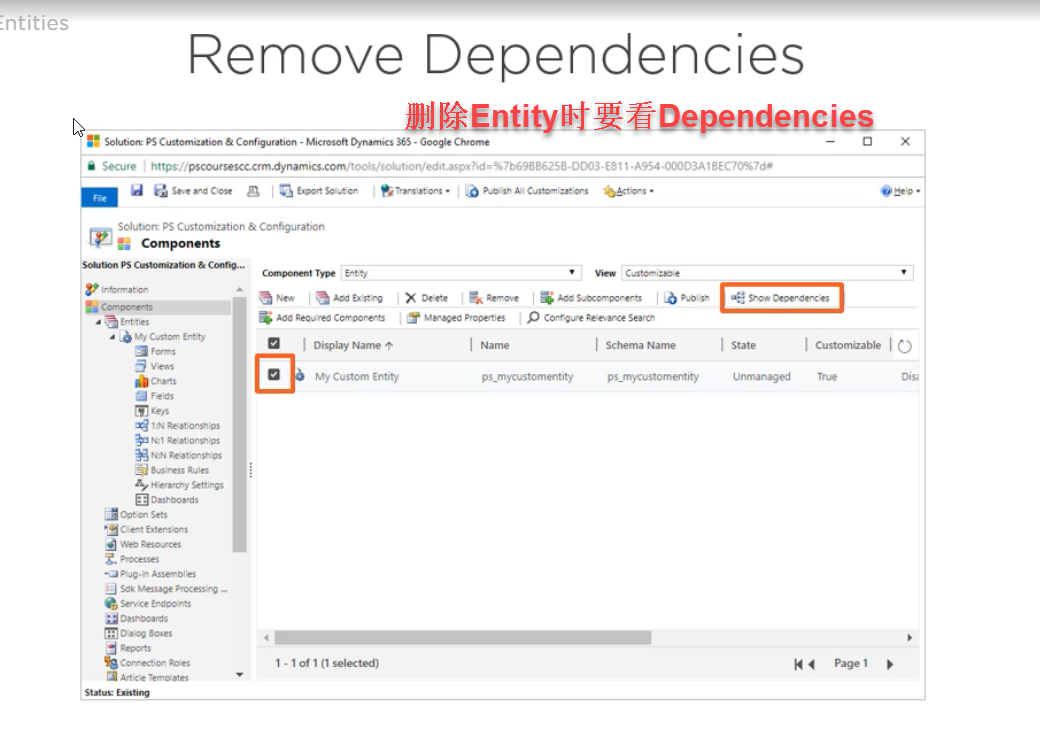 Entities
Remove Dependencies
删除Entity时要看Dependencies
Solution: PS Customization & Configuration - Microsoft Dynamics 365 - Google Chrome
Secure | https://pscoursescc.crm.dynamics.com/tools/solution/edit.aspx?id=%7b69BB625B-DD03-E811-A954-000D3A1BEC70%7d#
File Save and Close Export Solution Translations Publish All Customizations Actions Help
Solution: PS Customization & Configuration
Components
Solution PS Customization & Config...
Information
Components
Entities
My Custom Entity
Forms
Views
Charts
Fields
Keys
1:N Relationships
N:1 Relationships
N:N Relationships
Business Rules
Hierarchy Settings
Dashboards
Option Sets
Client Extensions
Web Resources
Processes
Plug-in Assemblies
Sdk Message Processing ...
Service Endpoints
Dashboards
Dialog Boxes
Reports
Connection Roles
Article Templates
Component Type Entity View Customizable
New Add Existing Delete Remove Add Subcomponents Publish Show Dependencies
Add Required Components Managed Properties Configure Relevance Search
Display Name Name Schema Name State Customizable
My Custom Entity ps_mycustomentity ps_mycustomentity Unmanaged True Disa
1 - 1 of 1 (1 selected) Page 1
Status: Existing